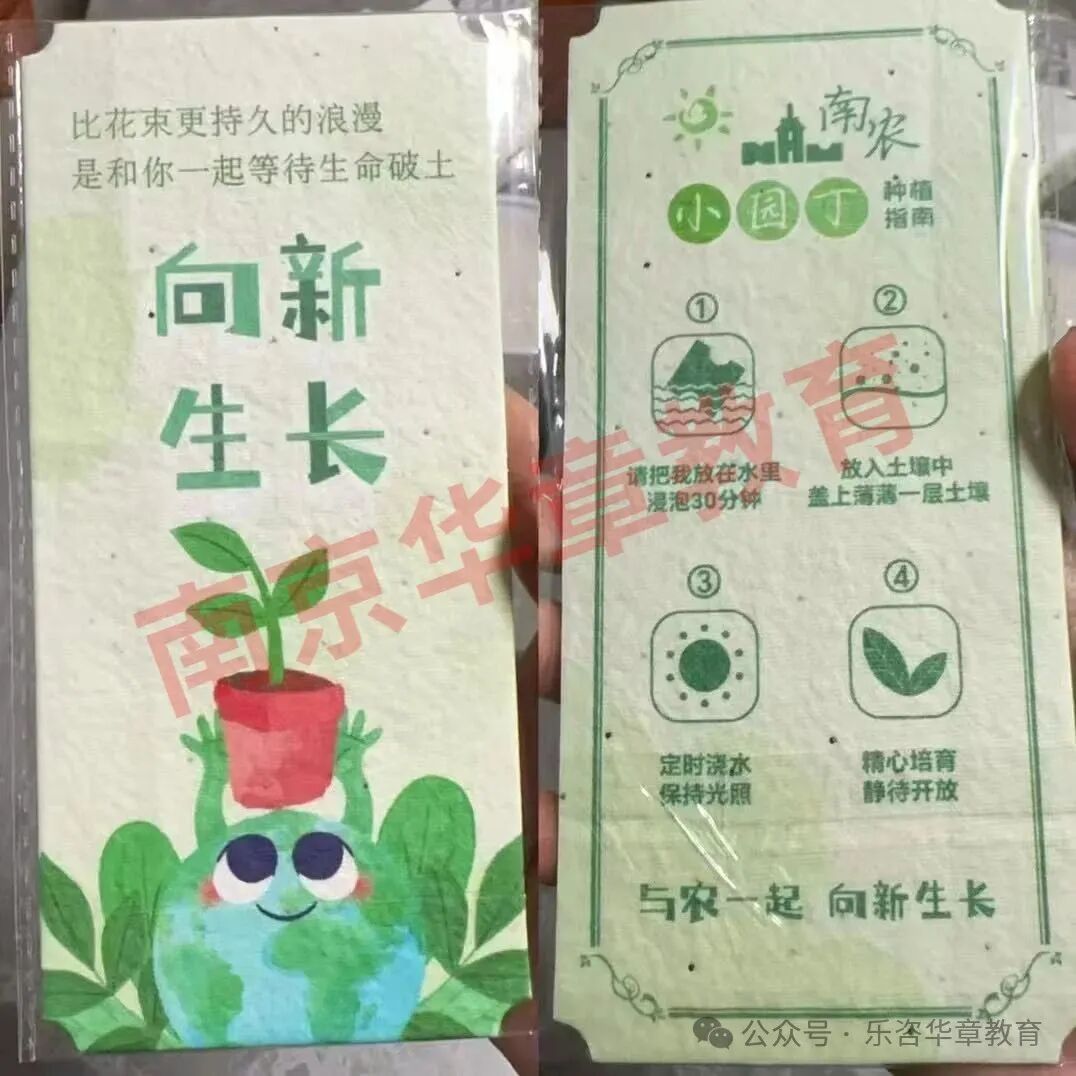 比花束更持久的浪漫
是和你一起等待生命破土
向新
生长
南农
小园丁
种植
指南
①
②
请把我放在水里
浸泡30分钟
放入土壤中
盖上薄薄一层土壤
③
④
定时浇水
保持光照
精心培育
静待开放
与农一起 向新生长
南京华章教育
公众号·乐咨华章教育